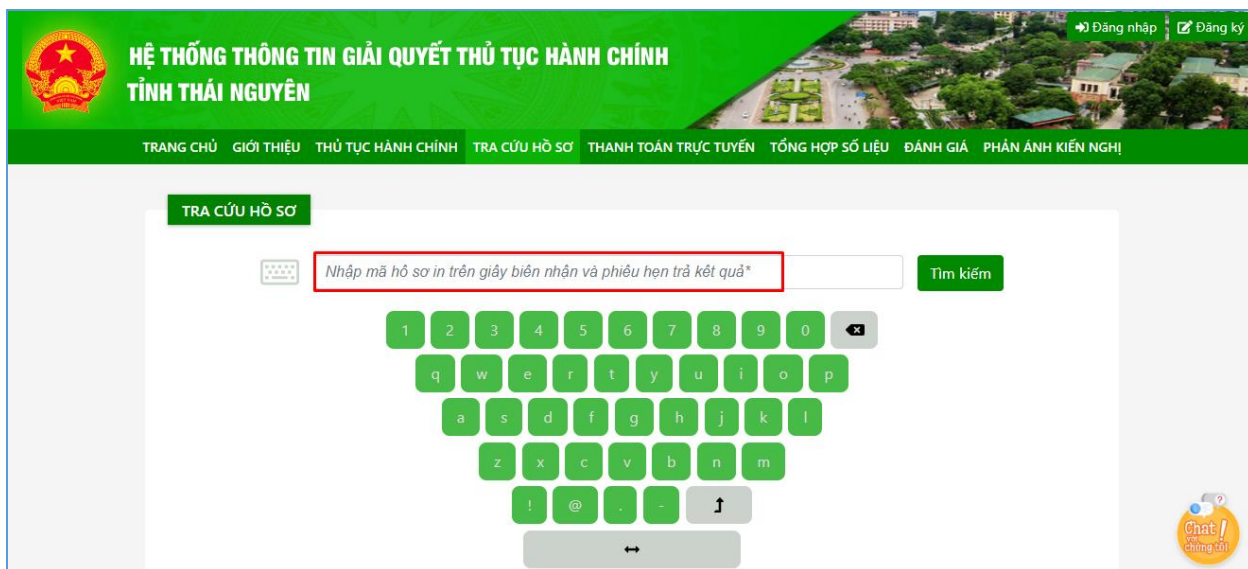 Đăng nhập Đăng ký
HỆ THỐNG THÔNG TIN GIẢI QUYẾT THỦ TỤC HÀNH CHÍNH
TỈNH THÁI NGUYÊN
TRANG CHỦ GIỚI THIỆU THỦ TỤC HÀNH CHÍNH TRA CỨU HỒ SƠ THANH TOÁN TRỰC TUYẾN TỔNG HỢP SỐ LIỆU ĐÁNH GIÁ PHẢN ÁNH KIẾN NGHỊ
TRA CỨU HỒ SƠ
Nhập mã hồ sơ in trên giấy biên nhận và phiếu hẹn trả kết quả* Tìm kiếm
1 2 3 4 5 6 7 8 9 0
q w e r t y u i o p
a s d f g h j k l
z x c v b n m
! @ . -
?
Chat !
với
chúng tôi